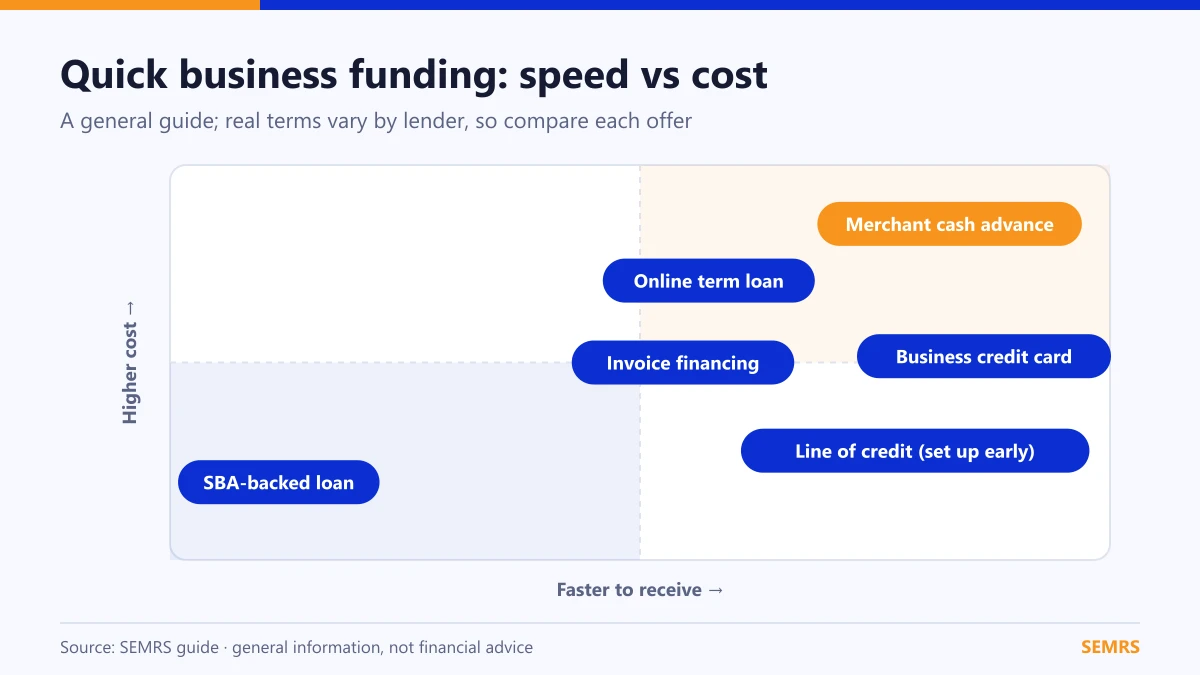 Quick business funding: speed vs cost
A general guide; real terms vary by lender, so compare each offer
Merchant cash advance
Online term loan
Business credit card
Invoice financing
Higher cost →
Line of credit (set up early)
SBA-backed loan
Faster to receive →
Source: SEMRS guide · general information, not financial advice
SEMRS